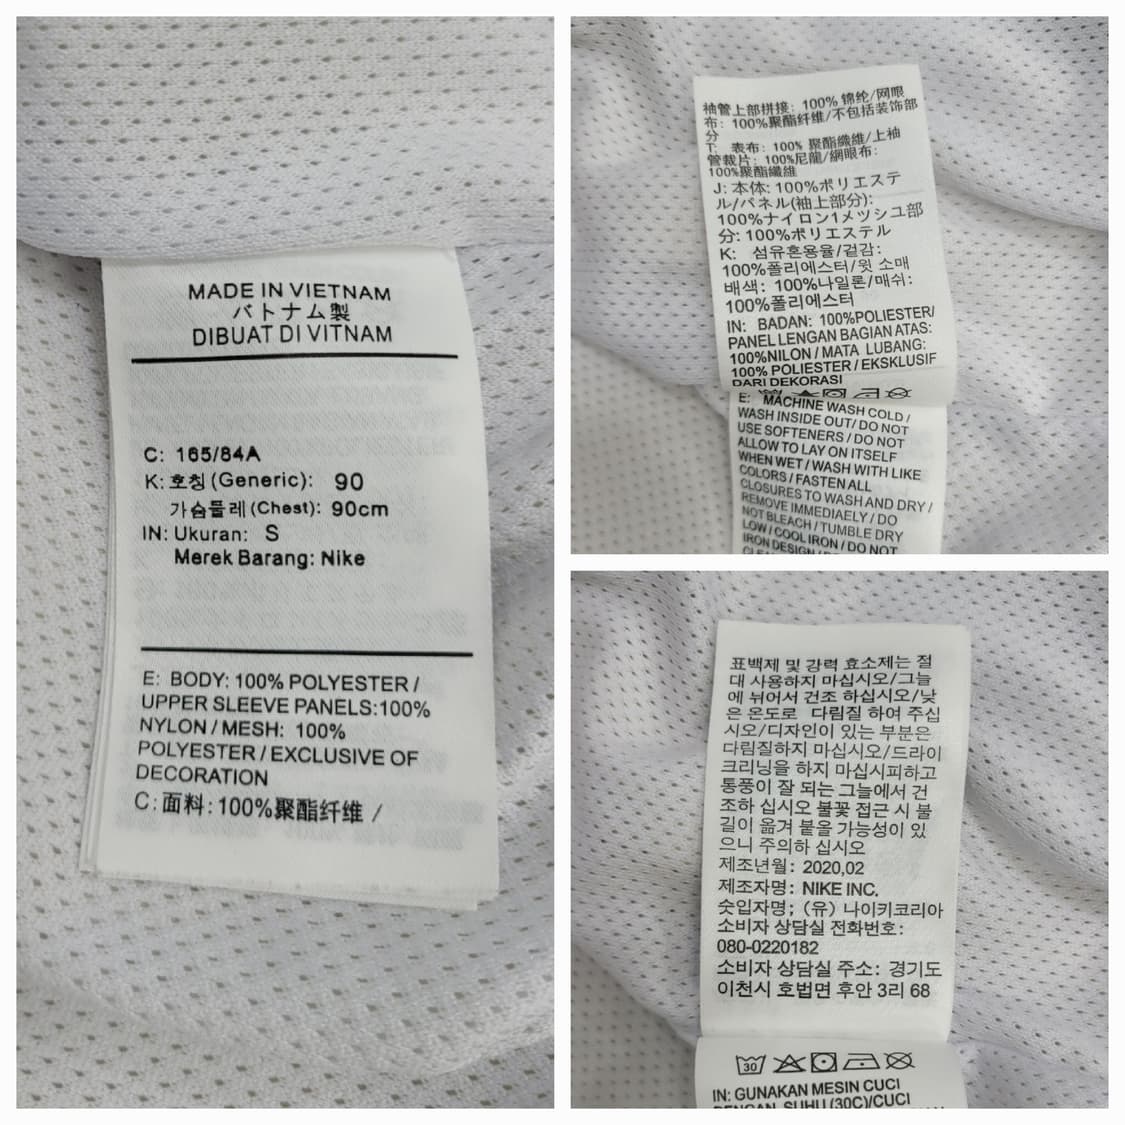 MADE IN VIETNAM
バトナム製
DIBUAT DI VITNAM
C: 165/84A
K: 호칭 (Generic): 90
가슴둘레 (Chest): 90cm
IN: Ukuran: S
Merek Barang: Nike
E: BODY: 100% POLYESTER /
UPPER SLEEVE PANELS:100%
NYLON / MESH: 100%
POLYESTER / EXCLUSIVE OF
DECORATION
C: 面料: 100%聚酯纤维 /
袖管上部拼接: 100% 锦纶/网眼
布: 100%聚酯纤维/不包括装饰部
分
T: 表布: 100% 聚酯纖維/上袖
管裁片: 100%尼龍/網眼布:
100%聚酯纖維
J: 本体: 100%ポリエステ
ル/パネル(袖上部分):
100%ナイロン1メツシユ部
分: 100%ポリエステル
K: 섬유혼용율/겉감:
100%폴리에스터/윗 소매
배색: 100%나일론/매쉬:
100%폴리에스터
IN: BADAN: 100%POLIESTER/
PANEL LENGAN BAGIAN ATAS:
100%NILON / MATA LUBANG:
100% POLIESTER / EKSKLUSIF
DARI DEKORASI
E: MACHINE WASH COLD /
WASH INSIDE OUT/ DO NOT
USE SOFTENERS / DO NOT
ALLOW TO LAY ON ITSELF
WHEN WET / WASH WITH LIKE
COLORS / FASTEN ALL
CLOSURES TO WASH AND DRY /
REMOVE IMMEDIAELY / DO
NOT BLEACH / TUMBLE DRY
LOW / COOL IRON / DO NOT
IRON DESIGN /
표백제 및 강력 효소제는 절
대 사용하지 마십시오/그늘
에 뉘어서 건조 하십시오/낮
은 온도로 다림질 하여 주십
시오/디자인이 있는 부분은
다림질하지 마십시오/드라이
크리닝을 하지 마십시피하고
통풍이 잘 되는 그늘에서 건
조하 십시오 불꽃 접근 시 불
길이 옮겨 붙을 가능성이 있
으니 주의하 십시오
제조년월: 2020,02
제조자명: NIKE INC.
숫입자명; (유) 나이키코리아
소비자 상담실 전화번호:
080-0220182
소비자 상담실 주소: 경기도
이천시 호법면 후안 3리 68
30
IN: GUNAKAN MESIN CUCI
DENGAN SUHU (30C)/CUCI